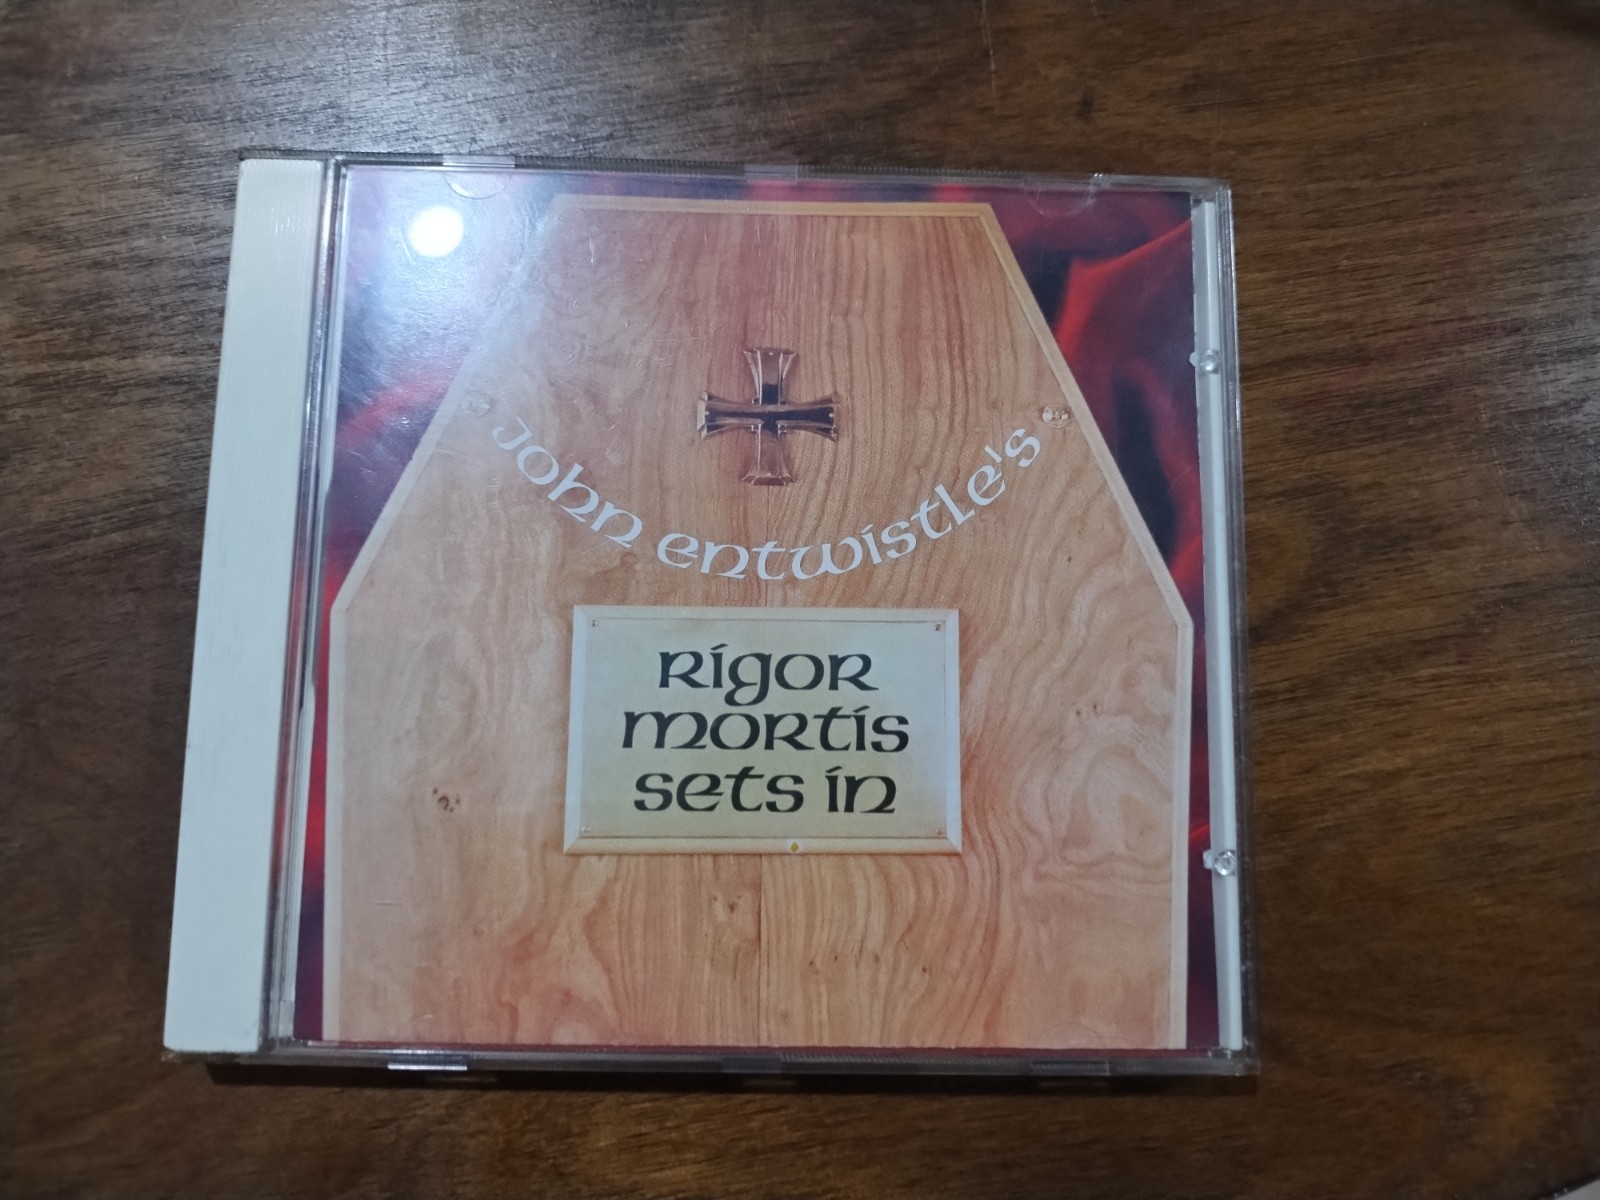 John Entwistle's
Rigor
Mortis
Sets In